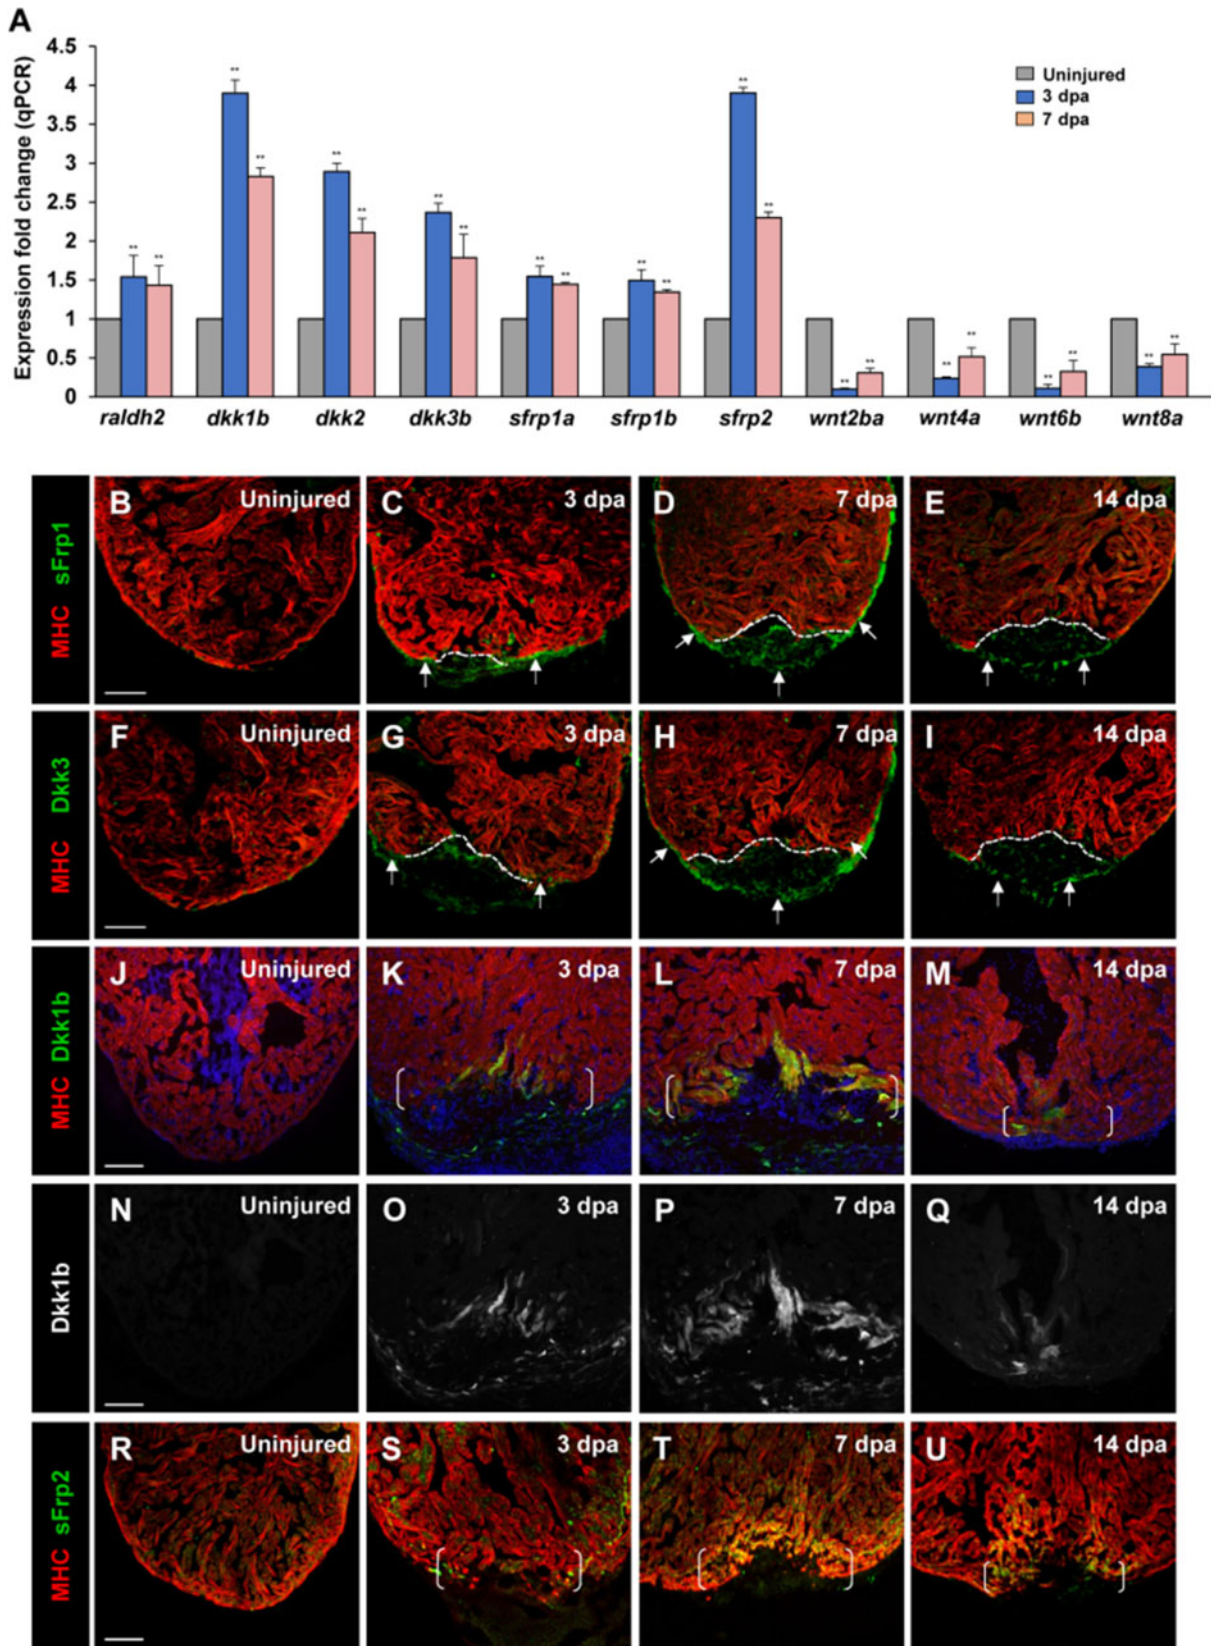 A
Expression fold change (qPCR)
4.5
4
3.5
3
2.5
2
1.5
1
0.5
0
Uninjured
3 dpa
7 dpa
** ** ** ** ** ** ** ** ** ** ** ** ** ** ** ** ** ** ** ** ** **
raldh2 dkk1b dkk2 dkk3b sfrp1a sfrp1b sfrp2 wnt2ba wnt4a wnt6b wnt8a
MHC sFrp1
B Uninjured
C 3 dpa
D 7 dpa
E 14 dpa
MHC Dkk3
F Uninjured
G 3 dpa
H 7 dpa
I 14 dpa
MHC Dkk1b
J Uninjured
K 3 dpa
L 7 dpa
M 14 dpa
Dkk1b
N Uninjured
O 3 dpa
P 7 dpa
Q 14 dpa
MHC sFrp2
R Uninjured
S 3 dpa
T 7 dpa
U 14 dpa